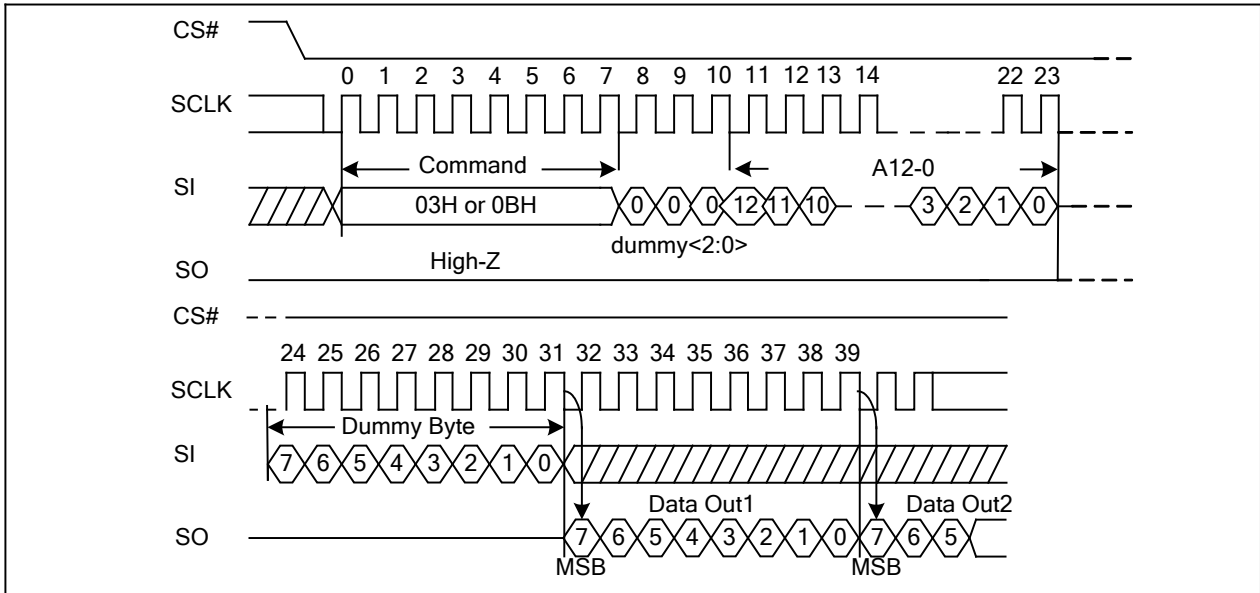 CS#
0 1 2 3 4 5 6 7 8 9 10 11 12 13 14 22 23
SCLK
Command A12-0
SI
03H or 0BH 0 0 0 12 11 10 3 2 1 0
dummy<2:0>
High-Z
SO
CS#
24 25 26 27 28 29 30 31 32 33 34 35 36 37 38 39
SCLK
Dummy Byte
SI
7 6 5 4 3 2 1 0
Data Out1 Data Out2
SO
7 6 5 4 3 2 1 0 7 6 5
MSB MSB